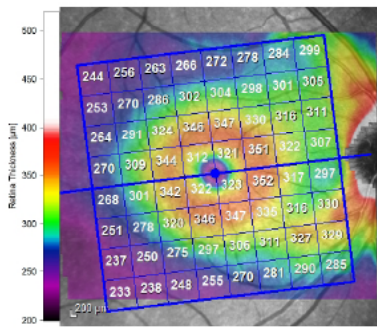 500
450
400
350
300
250
200
Retina Thickness [µm]
244 256 263 266 272 278 284 299
253 270 286 302 304 298 301 305
264 291 324 346 347 330 316 311
270 309 344 312 321 351 322 307
268 301 342 322 323 352 317 297
251 278 328 346 347 335 316 330
237 250 275 297 306 311 327 329
233 238 248 255 270 281 290 285
200 µm